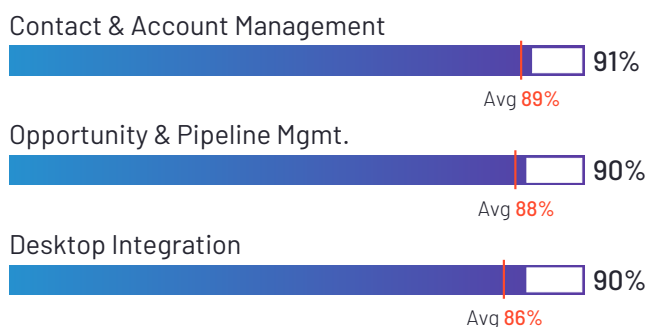 Contact & Account Management
91%
Avg 89%
Opportunity & Pipeline Mgmt.
90%
Avg 88%
Desktop Integration
90%
Avg 86%